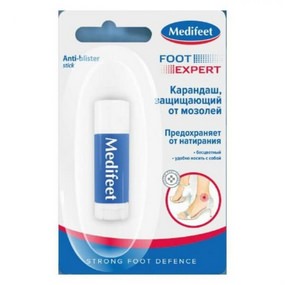 Medifeet
Anti-blister
stick
FOOT
EXPERT
Карандаш,
защищающий
от мозолей
Предохраняет
от натирания
• бесцветный
• удобно носить с собой
Medifeet
STRONG FOOT DEFENCE